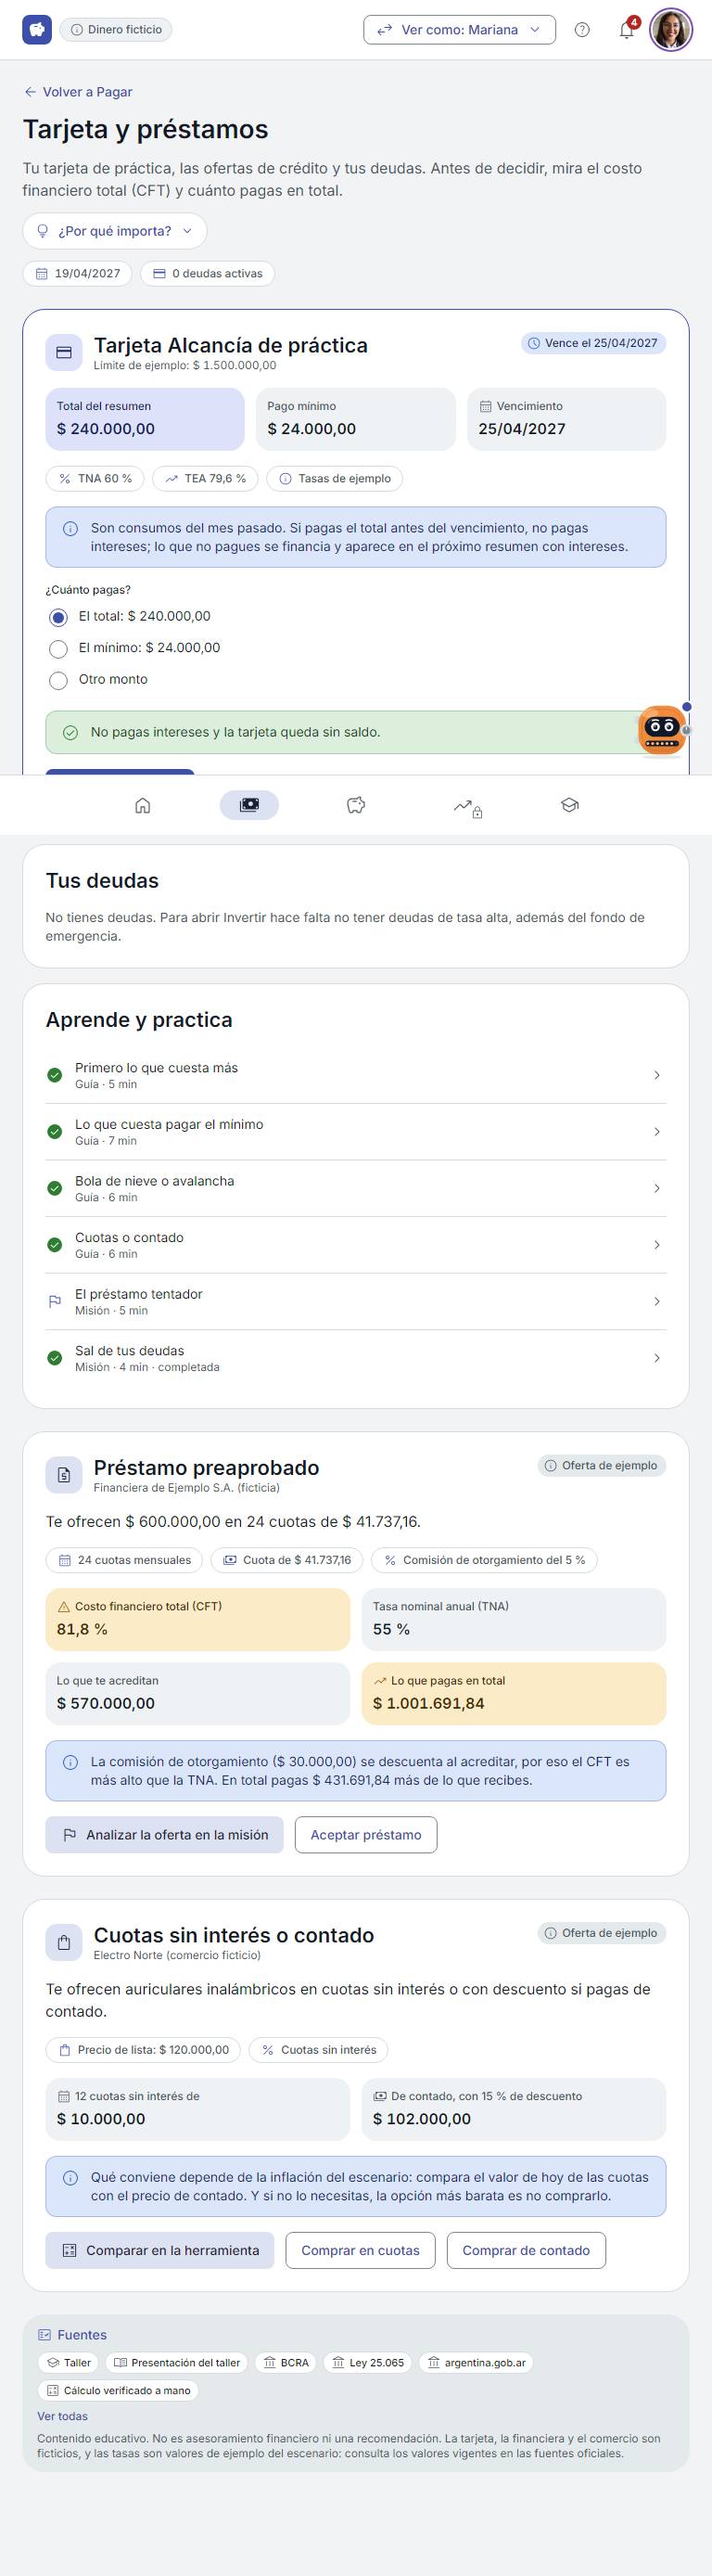 Dinero ficticio
Ver como: Mariana
4
Volver a Pagar
Tarjeta y préstamos
Tu tarjeta de práctica, las ofertas de crédito y tus deudas. Antes de decidir, mira el costo
financiero total (CFT) y cuánto pagas en total.
¿Por qué importa?
19/04/2027
0 deudas activas
Tarjeta Alcancía de práctica
Límite de ejemplo: $ 1.500.000,00
Vence el 25/04/2027
Total del resumen
$ 240.000,00
Pago mínimo
$ 24.000,00
Vencimiento
25/04/2027
TNA 60 %
TEA 79,6 %
Tasas de ejemplo
Son consumos del mes pasado. Si pagas el total antes del vencimiento, no pagas
intereses; lo que no pagues se financia y aparece en el próximo resumen con intereses.
¿Cuánto pagas?
El total: $ 240.000,00
El mínimo: $ 24.000,00
Otro monto
No pagas intereses y la tarjeta queda sin saldo.
Tus deudas
No tienes deudas. Para abrir Invertir hace falta no tener deudas de tasa alta, además del fondo de
emergencia.
Aprende y practica
Primero lo que cuesta más
Guía · 5 min
Lo que cuesta pagar el mínimo
Guía · 7 min
Bola de nieve o avalancha
Guía · 6 min
Cuotas o contado
Guía · 6 min
El préstamo tentador
Misión · 5 min
Sal de tus deudas
Misión · 4 min · completada
Préstamo preaprobado
Financiera de Ejemplo S.A. (ficticia)
Oferta de ejemplo
Te ofrecen $ 600.000,00 en 24 cuotas de $ 41.737,16.
24 cuotas mensuales
Cuota de $ 41.737,16
Comisión de otorgamiento del 5 %
Costo financiero total (CFT)
81,8 %
Tasa nominal anual (TNA)
55 %
Lo que te acreditan
$ 570.000,00
Lo que pagas en total
$ 1.001.691,84
La comisión de otorgamiento ($ 30.000,00) se descuenta al acreditar, por eso el CFT es
más alto que la TNA. En total pagas $ 431.691,84 más de lo que recibes.
Analizar la oferta en la misión
Aceptar préstamo
Cuotas sin interés o contado
Electro Norte (comercio ficticio)
Oferta de ejemplo
Te ofrecen auriculares inalámbricos en cuotas sin interés o con descuento si pagas de
contado.
Precio de lista: $ 120.000,00
Cuotas sin interés
12 cuotas sin interés de
$ 10.000,00
De contado, con 15 % de descuento
$ 102.000,00
Qué conviene depende de la inflación del escenario: compara el valor de hoy de las cuotas
con el precio de contado. Y si no lo necesitas, la opción más barata es no comprarlo.
Comparar en la herramienta
Comprar en cuotas
Comprar de contado
Fuentes
Taller
Presentación del taller
BCRA
Ley 25.065
argentina.gob.ar
Cálculo verificado a mano
Ver todas
Contenido educativo. No es asesoramiento financiero ni una recomendación. La tarjeta, la financiera y el comercio son
ficticios, y las tasas son valores de ejemplo del escenario: consulta los valores vigentes en las fuentes oficiales.